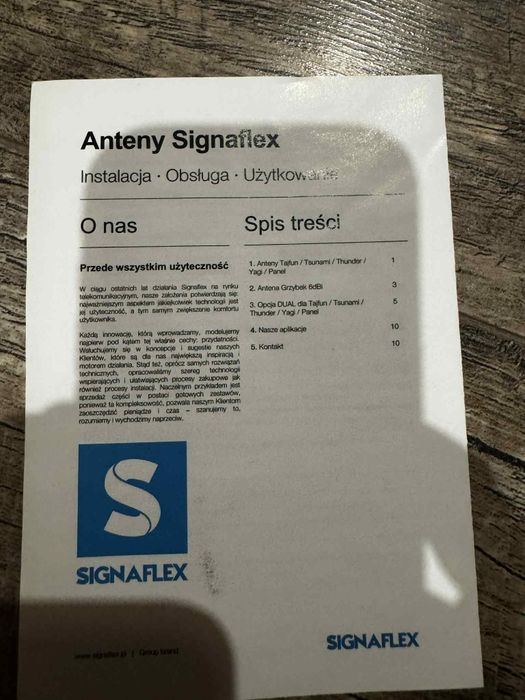 Anteny Signaflex
Instalacja · Obsługa · Użytkowanie
O nas
Przede wszystkim użyteczność
W ciągu ostatnich lat działania Signaflex na rynku
telekomunikacyjnym, nasze założenia potwierdzają się:
najważniejszym aspektem jakiejkolwiek technologii jest
jej użyteczność, a tym samym zwiększenie komfortu
użytkownika.
Każdą innowację, którą wprowadzamy, modelujemy
najpierw pod kątem tej właśnie cechy: przydatności.
Wsłuchujemy się w koncepcje i sugestie naszych
Klientów, które są dla nas największą inspiracją i
motorem działania. Stąd też, oprócz samych rozwiązań
technicznych, opracowaliśmy szereg technologii
wspierających i ułatwiających procesy zakupowe jak
również procesy instalacji. Naczelnym przykładem jest
sprzedaż części w postaci gotowych zestawów,
ponieważ ta kompleksowość, pozwala naszym Klientom
zaoszczędzić pieniądze i czas – szanujemy to,
rozumiemy i wychodzimy naprzeciw.
Spis treści
1. Anteny Tajfun / Tsunami / Thunder / 1
Yagi / Panel
2. Antena Grzybek 6dBi 3
3. Opcja DUAL dla Tajfun / Tsunami / 5
Thunder / Yagi / Panel
4. Nasze aplikacje 10
5. Kontakt 10
S
SIGNAFLEX
www.signaflex.pl | Group brand
SIGNAFLEX